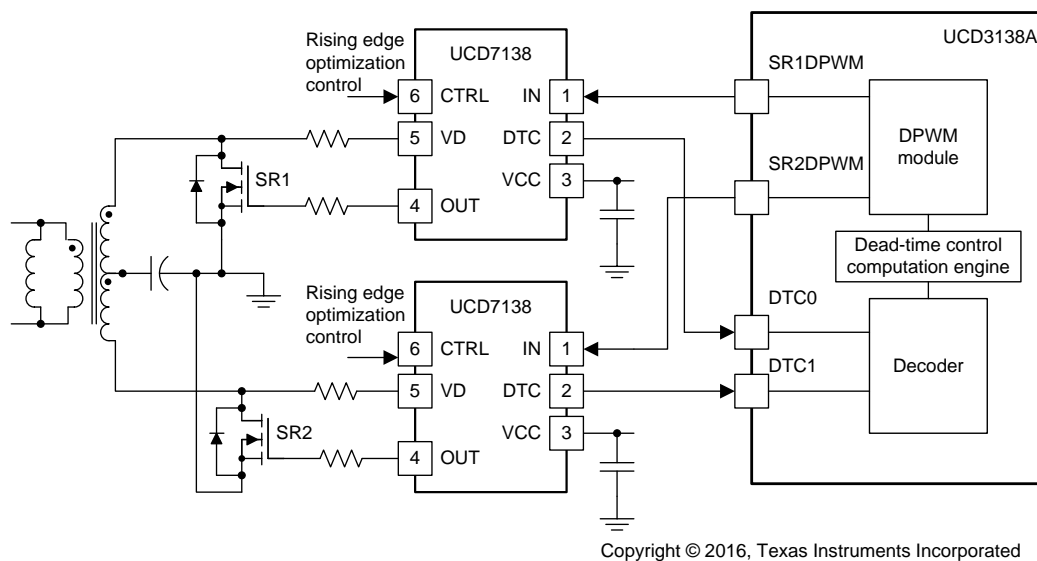 UCD3138A
Rising edge
optimization
control
UCD7138
SR1DPWM
6 CTRL IN 1
5 VD DTC 2
DPWM
module
SR1
VCC 3
SR2DPWM
4 OUT
Dead-time control
computation engine
Rising edge
optimization
control
UCD7138
DTC0
6 CTRL IN 1
5 VD DTC 2
DTC1
Decoder
SR2
VCC 3
4 OUT
Copyright © 2016, Texas Instruments Incorporated